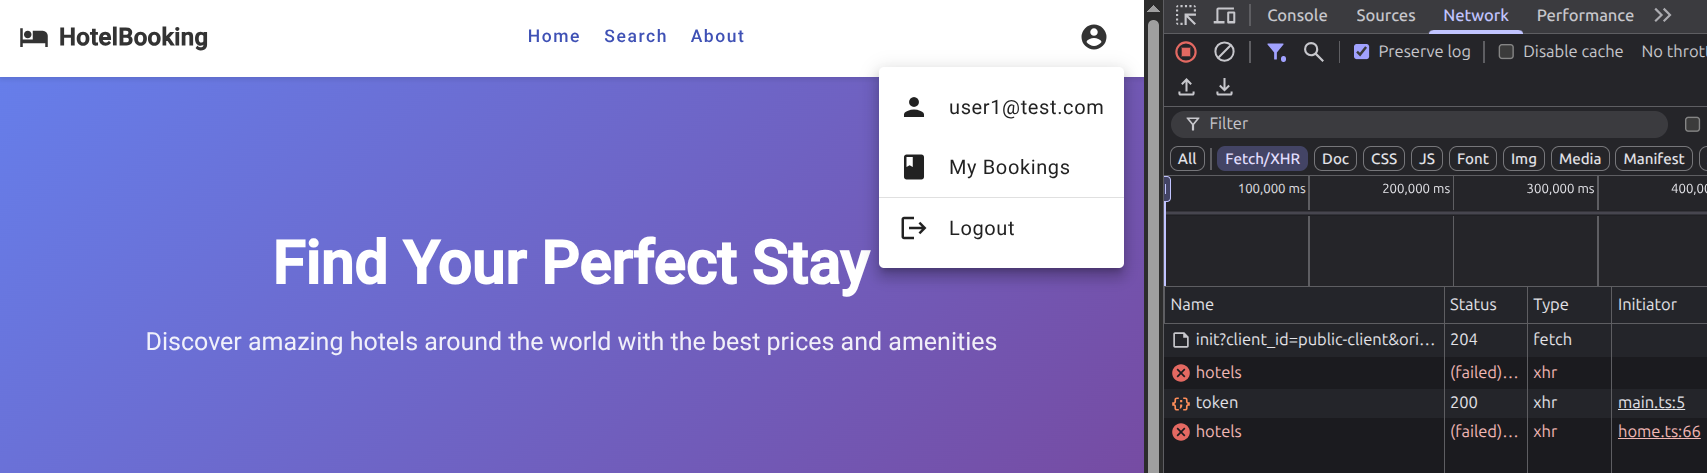 HotelBooking
Home Search About
user1@test.com
My Bookings
Logout
Find Your Perfect Stay
Discover amazing hotels around the world with the best prices and amenities
Console Sources Network Performance
Preserve log Disable cache No thrott
Filter
All Fetch/XHR Doc CSS JS Font Img Media Manifest
100,000 ms 200,000 ms 300,000 ms 400,00
Name Status Type Initiator
init?client_id=public-client&ori... 204 fetch
hotels (failed)... xhr
token 200 xhr main.ts:5
hotels (failed)... xhr home.ts:66